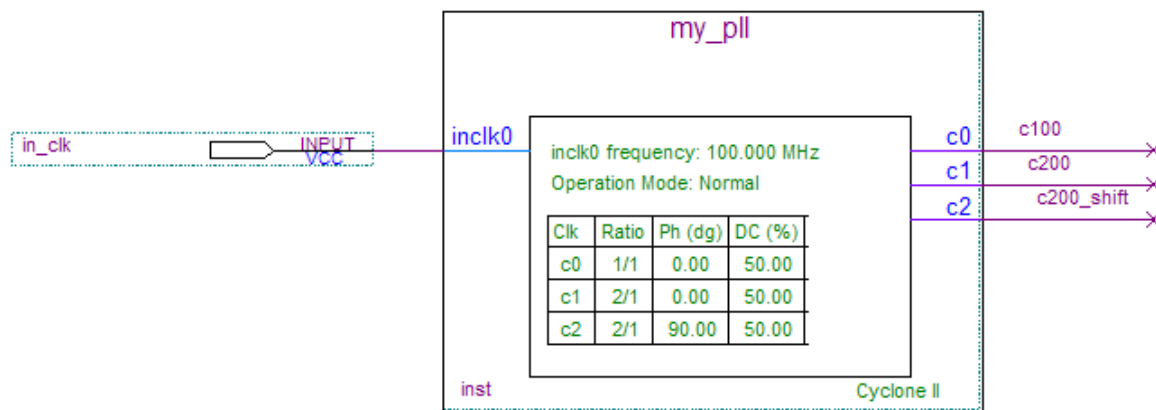 my_pll
in_clk
INPUT
VCC
inclk0
inclk0 frequency: 100.000 MHz
Operation Mode: Normal
Clk Ratio Ph (dg) DC (%)
c0 1/1 0.00 50.00
c1 2/1 0.00 50.00
c2 2/1 90.00 50.00
c0 c100
c1 c200
c2 c200_shift
inst
Cyclone II